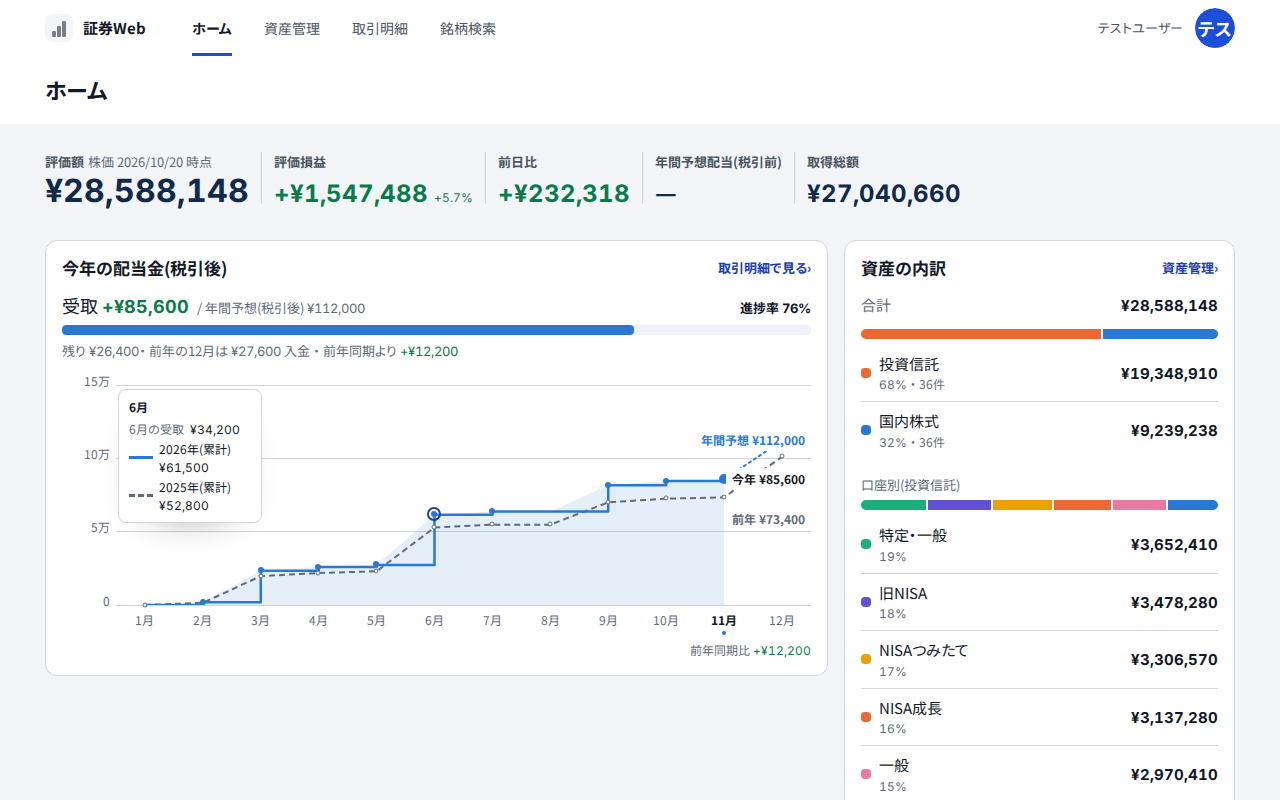 証券Web
ホーム
資産管理
取引明細
銘柄検索
テストユーザー
テス
ホーム
評価額 株価 2026/10/20 時点
¥28,588,148
評価損益
+¥1,547,488 +5.7%
前日比
+¥232,318
年間予想配当(税引前)
—
取得総額
¥27,040,660
今年の配当金(税引後)
取引明細で見る›
受取 +¥85,600 / 年間予想(税引後) ¥112,000
進捗率 76%
残り ¥26,400・前年の12月は ¥27,600 入金・前年同期より +¥12,200
15万
10万
5万
0
6月
6月の受取 ¥34,200
2026年(累計)
¥61,500
2025年(累計)
¥52,800
年間予想 ¥112,000
今年 ¥85,600
前年 ¥73,400
1月 2月 3月 4月 5月 6月 7月 8月 9月 10月 11月 12月
前年同期比 +¥12,200
資産の内訳
資産管理›
合計 ¥28,588,148
投資信託
68%・36件
¥19,348,910
国内株式
32%・36件
¥9,239,238
口座別(投資信託)
特定・一般
19%
¥3,652,410
旧NISA
18%
¥3,478,280
NISAつみたて
17%
¥3,306,570
NISA成長
16%
¥3,137,280
一般
15%
¥2,970,410